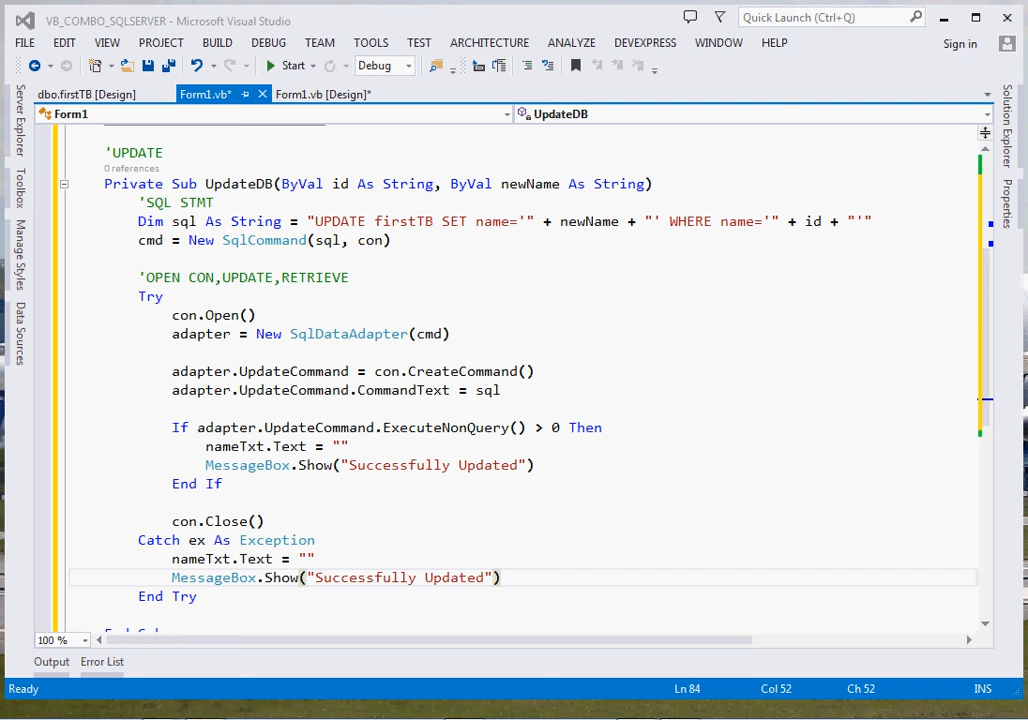 VB_COMBO_SQLSERVER - Microsoft Visual Studio
Quick Launch (Ctrl+Q)
FILE EDIT VIEW PROJECT BUILD DEBUG TEAM TOOLS TEST ARCHITECTURE ANALYZE DEVEXPRESS WINDOW HELP Sign in
Start Debug
dbo.firstTB [Design] Form1.vb* Form1.vb [Design]*
Form1 UpdateDB
Server Explorer
Toolbox
Manage Styles
Data Sources
Solution Explorer
Properties
'UPDATE
0 references
Private Sub UpdateDB(ByVal id As String, ByVal newName As String)
'SQL STMT
Dim sql As String = "UPDATE firstTB SET name='" + newName + "' WHERE name='" + id + "'"
cmd = New SqlCommand(sql, con)
'OPEN CON,UPDATE,RETRIEVE
Try
con.Open()
adapter = New SqlDataAdapter(cmd)
adapter.UpdateCommand = con.CreateCommand()
adapter.UpdateCommand.CommandText = sql
If adapter.UpdateCommand.ExecuteNonQuery() > 0 Then
nameTxt.Text = ""
MessageBox.Show("Successfully Updated")
End If
con.Close()
Catch ex As Exception
nameTxt.Text = ""
MessageBox.Show("Successfully Updated")
End Try
100 %
Output Error List
Ready Ln 84 Col 52 Ch 52 INS